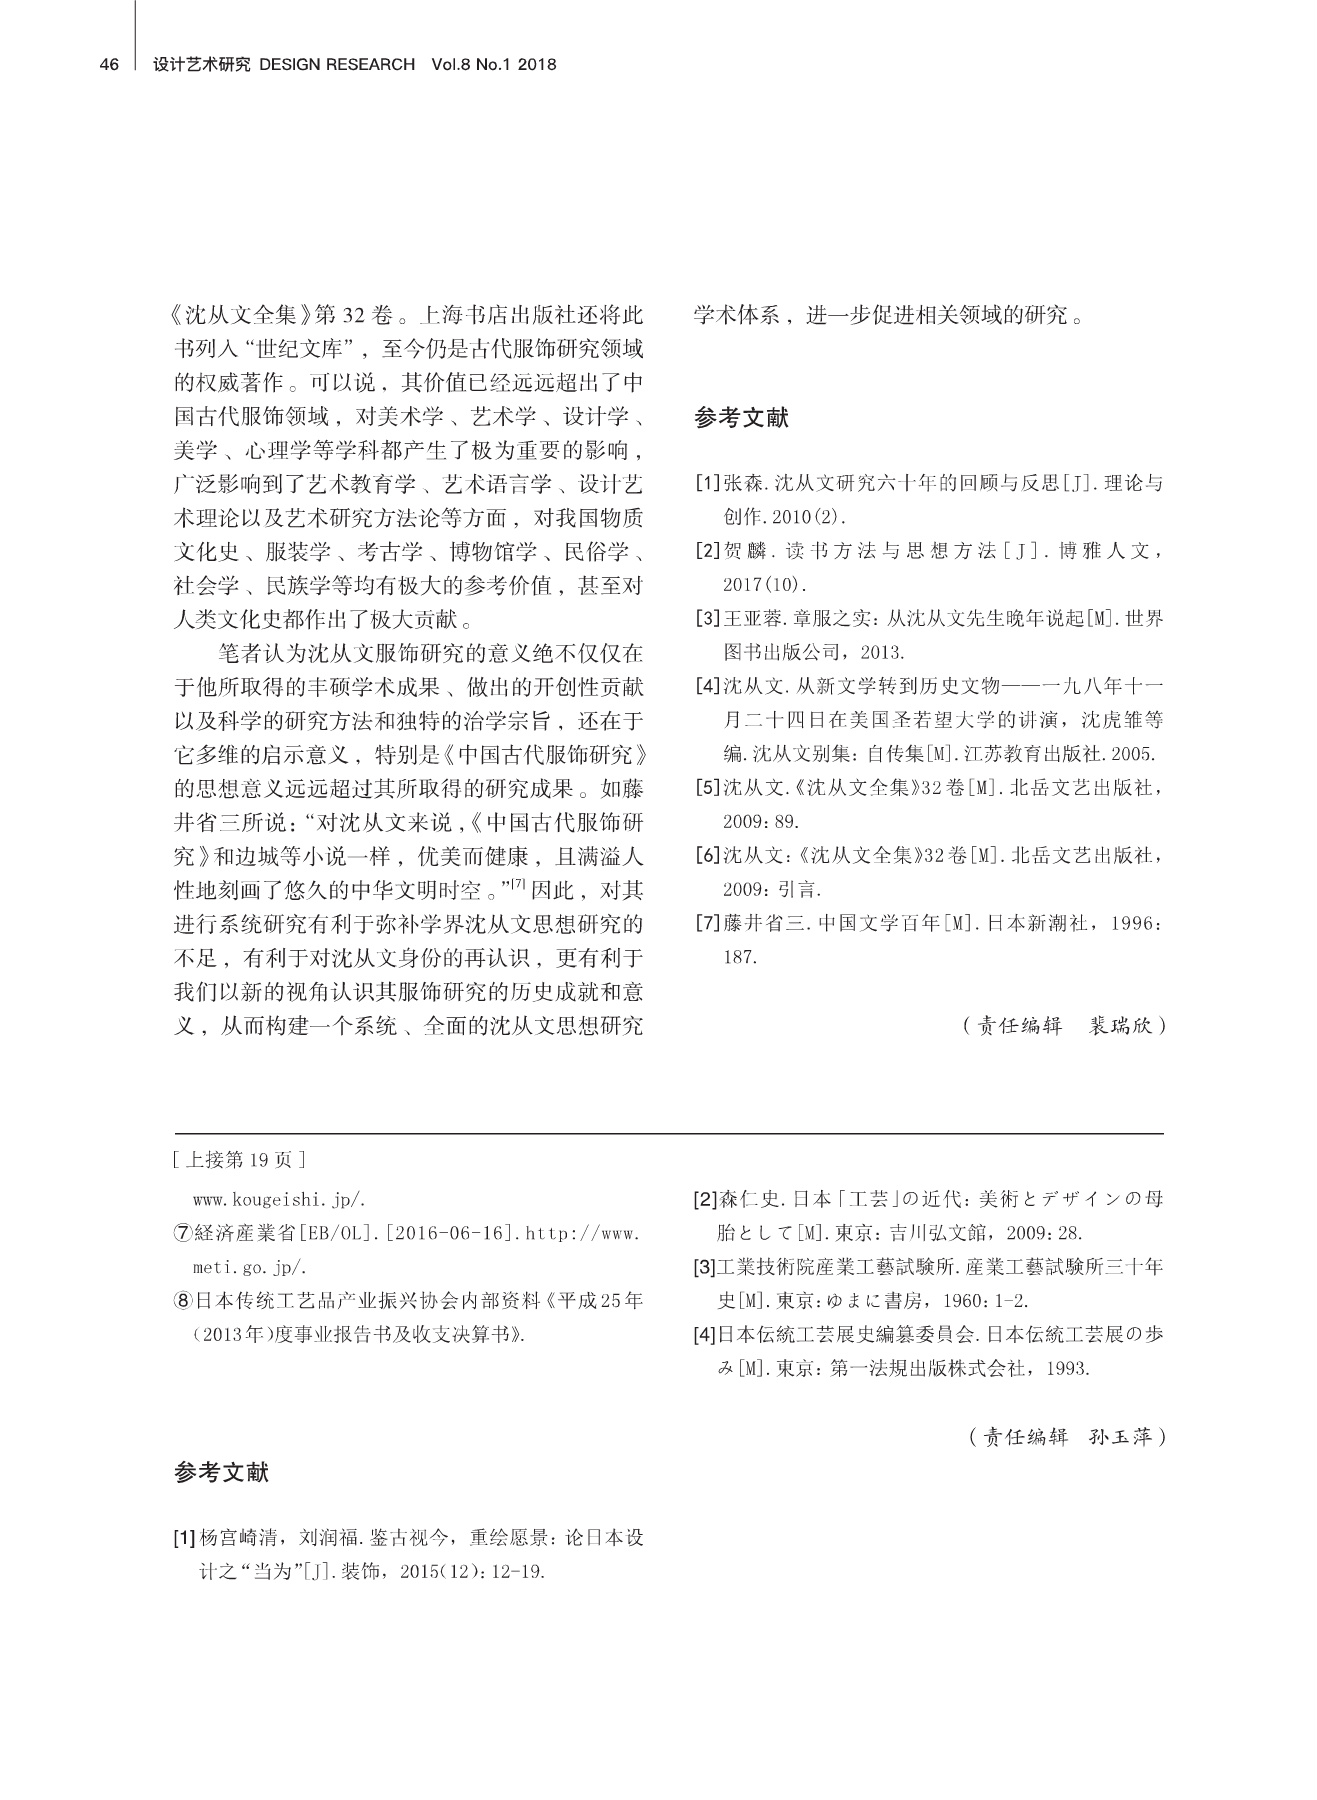 46 设计艺术研究 DESIGN RESEARCH Vol.8 No.1 2018
《沈从文全集》第 32 卷。上海书店出版社还将此
书列入“世纪文库”，至今仍是古代服饰研究领域
的权威著作。可以说，其价值已经远远超出了中
国古代服饰领域，对美术学、艺术学、设计学、
美学、心理学等学科都产生了极为重要的影响，
广泛影响到了艺术教育学、艺术语言学、设计艺
术理论以及艺术研究方法论等方面，对我国物质
文化史、服装学、考古学、博物馆学、民俗学、
社会学、民族学等均有极大的参考价值，甚至对
人类文化史都作出了极大贡献。
笔者认为沈从文服饰研究的意义绝不仅仅在
于他所取得的丰硕学术成果、做出的开创性贡献
以及科学的研究方法和独特的治学宗旨，还在于
它多维的启示意义，特别是《中国古代服饰研究》
的思想意义远远超过其所取得的研究成果。如藤
井省三所说：“对沈从文来说，《中国古代服饰研
究》和边城等小说一样，优美而健康，且满溢人
性地刻画了悠久的中华文明时空。”[7] 因此，对其
进行系统研究有利于弥补学界沈从文思想研究的
不足，有利于对沈从文身份的再认识，更有利于
我们以新的视角认识其服饰研究的历史成就和意
义，从而构建一个系统、全面的沈从文思想研究
学术体系，进一步促进相关领域的研究。
参考文献
[1]张森.沈从文研究六十年的回顾与反思[J].理论与
创作.2010(2).
[2]贺麟.读书方法与思想方法[J].博雅人文，
2017(10).
[3]王亚蓉.章服之实：从沈从文先生晚年说起[M].世界
图书出版公司，2013.
[4]沈从文.从新文学转到历史文物——一九八年十一
月二十四日在美国圣若望大学的讲演，沈虎雏等
编.沈从文别集：自传集[M].江苏教育出版社.2005.
[5]沈从文.《沈从文全集》32卷[M].北岳文艺出版社，
2009：89.
[6]沈从文：《沈从文全集》32卷[M].北岳文艺出版社，
2009：引言.
[7]藤井省三.中国文学百年[M].日本新潮社，1996：
187.
（责任编辑　裴瑞欣）
[ 上接第 19 页 ]
www.kougeishi.jp/.
⑦経済産業省[EB/OL].[2016-06-16].http://www.
meti.go.jp/.
⑧日本传统工艺品产业振兴协会内部资料《平成25年
（2013年）度事业报告书及收支决算书》.
参考文献
[1]杨宫崎清，刘润福.鉴古视今，重绘愿景：论日本设
计之“当为”[J].装饰，2015(12)：12-19.
[2]森仁史.日本「工芸」の近代：美術とデザインの母
胎として[M].東京：吉川弘文館，2009：28.
[3]工業技術院産業工藝試験所.産業工藝試験所三十年
史[M].東京：ゆまに書房，1960：1-2.
[4]日本伝統工芸展史編纂委員会.日本伝統工芸展の歩
み[M].東京：第一法規出版株式会社，1993.
（责任编辑　孙玉萍）